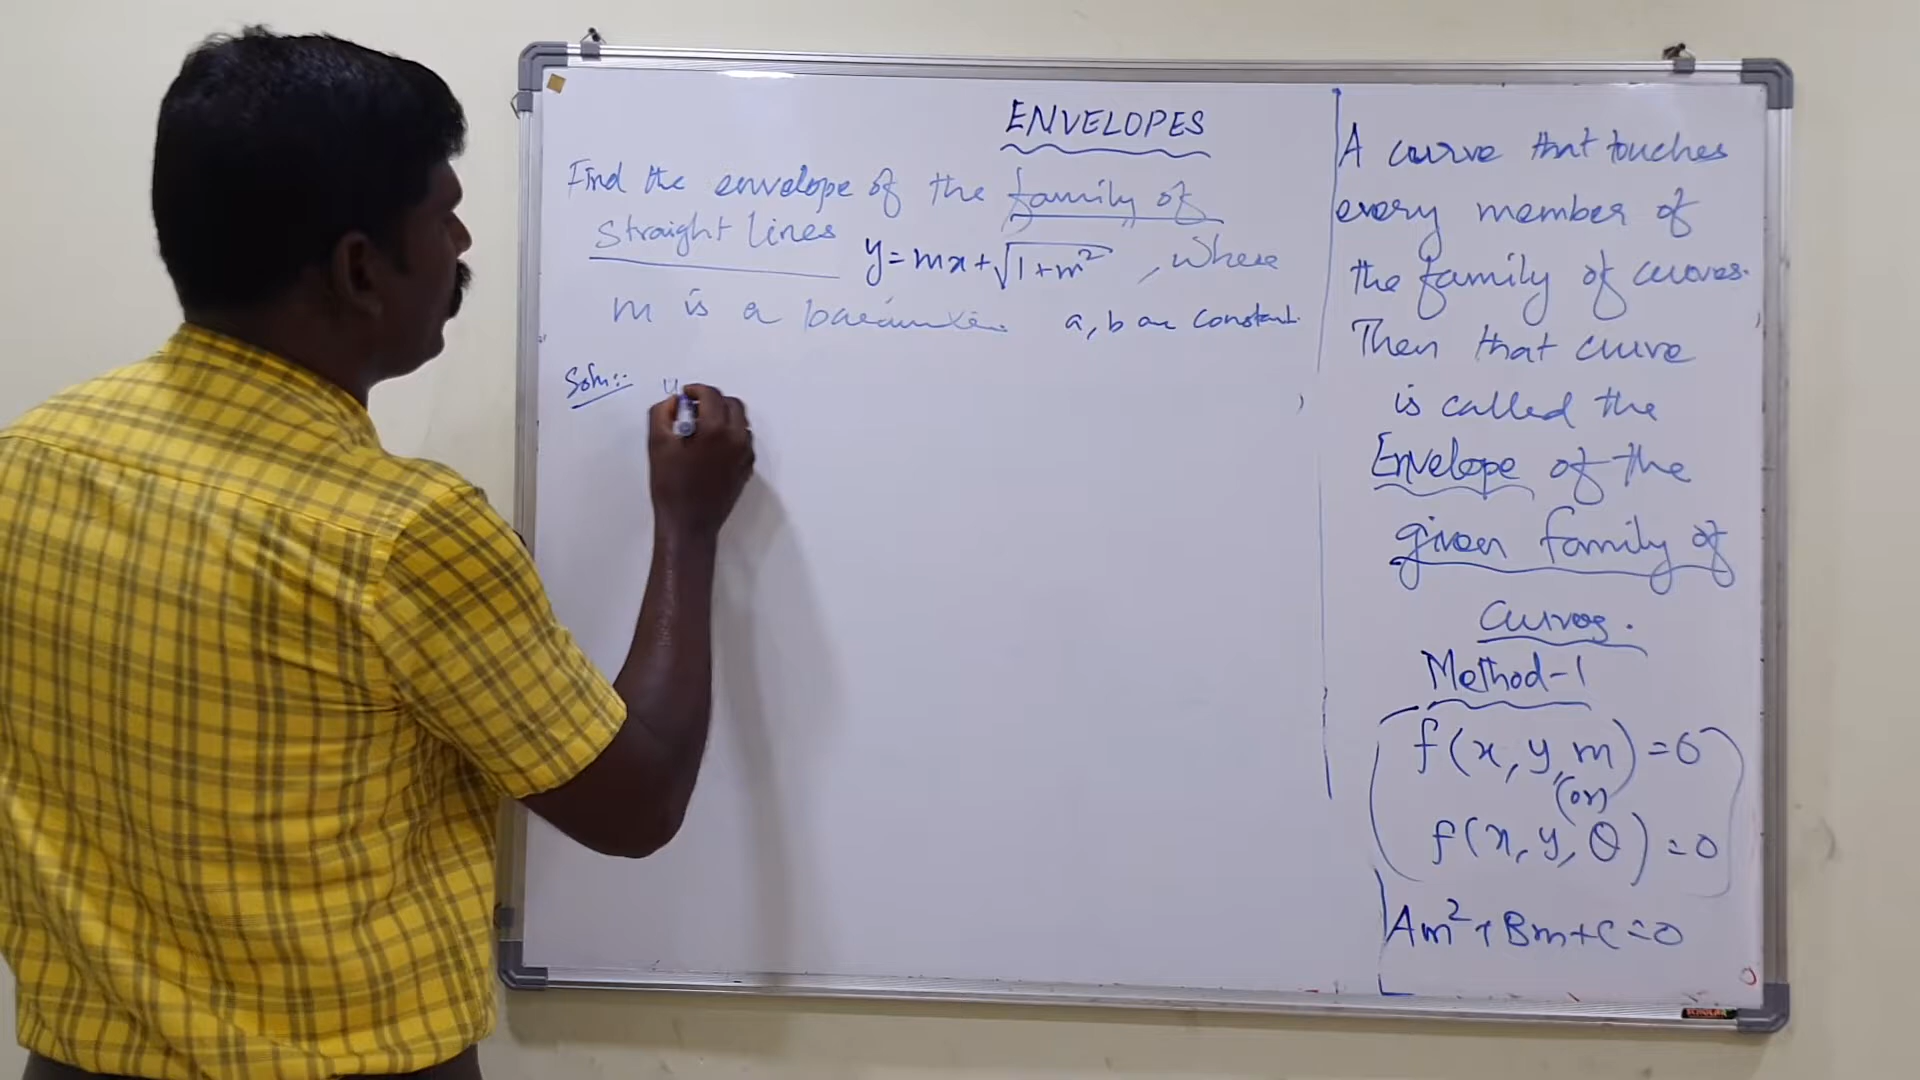 ENVELOPES
Find the envelope of the family of
straight lines y = mx + √1+m² , where
m is a a, b are constant.
Soln:- y
A curve that touches
every member of
the family of curves.
Then that curve
is called the
Envelope of the
given family of
Curves.
Method-1
f(x, y, m) = 0
(or)
f(x, y, θ) = 0
Am² + Bm + C = 0